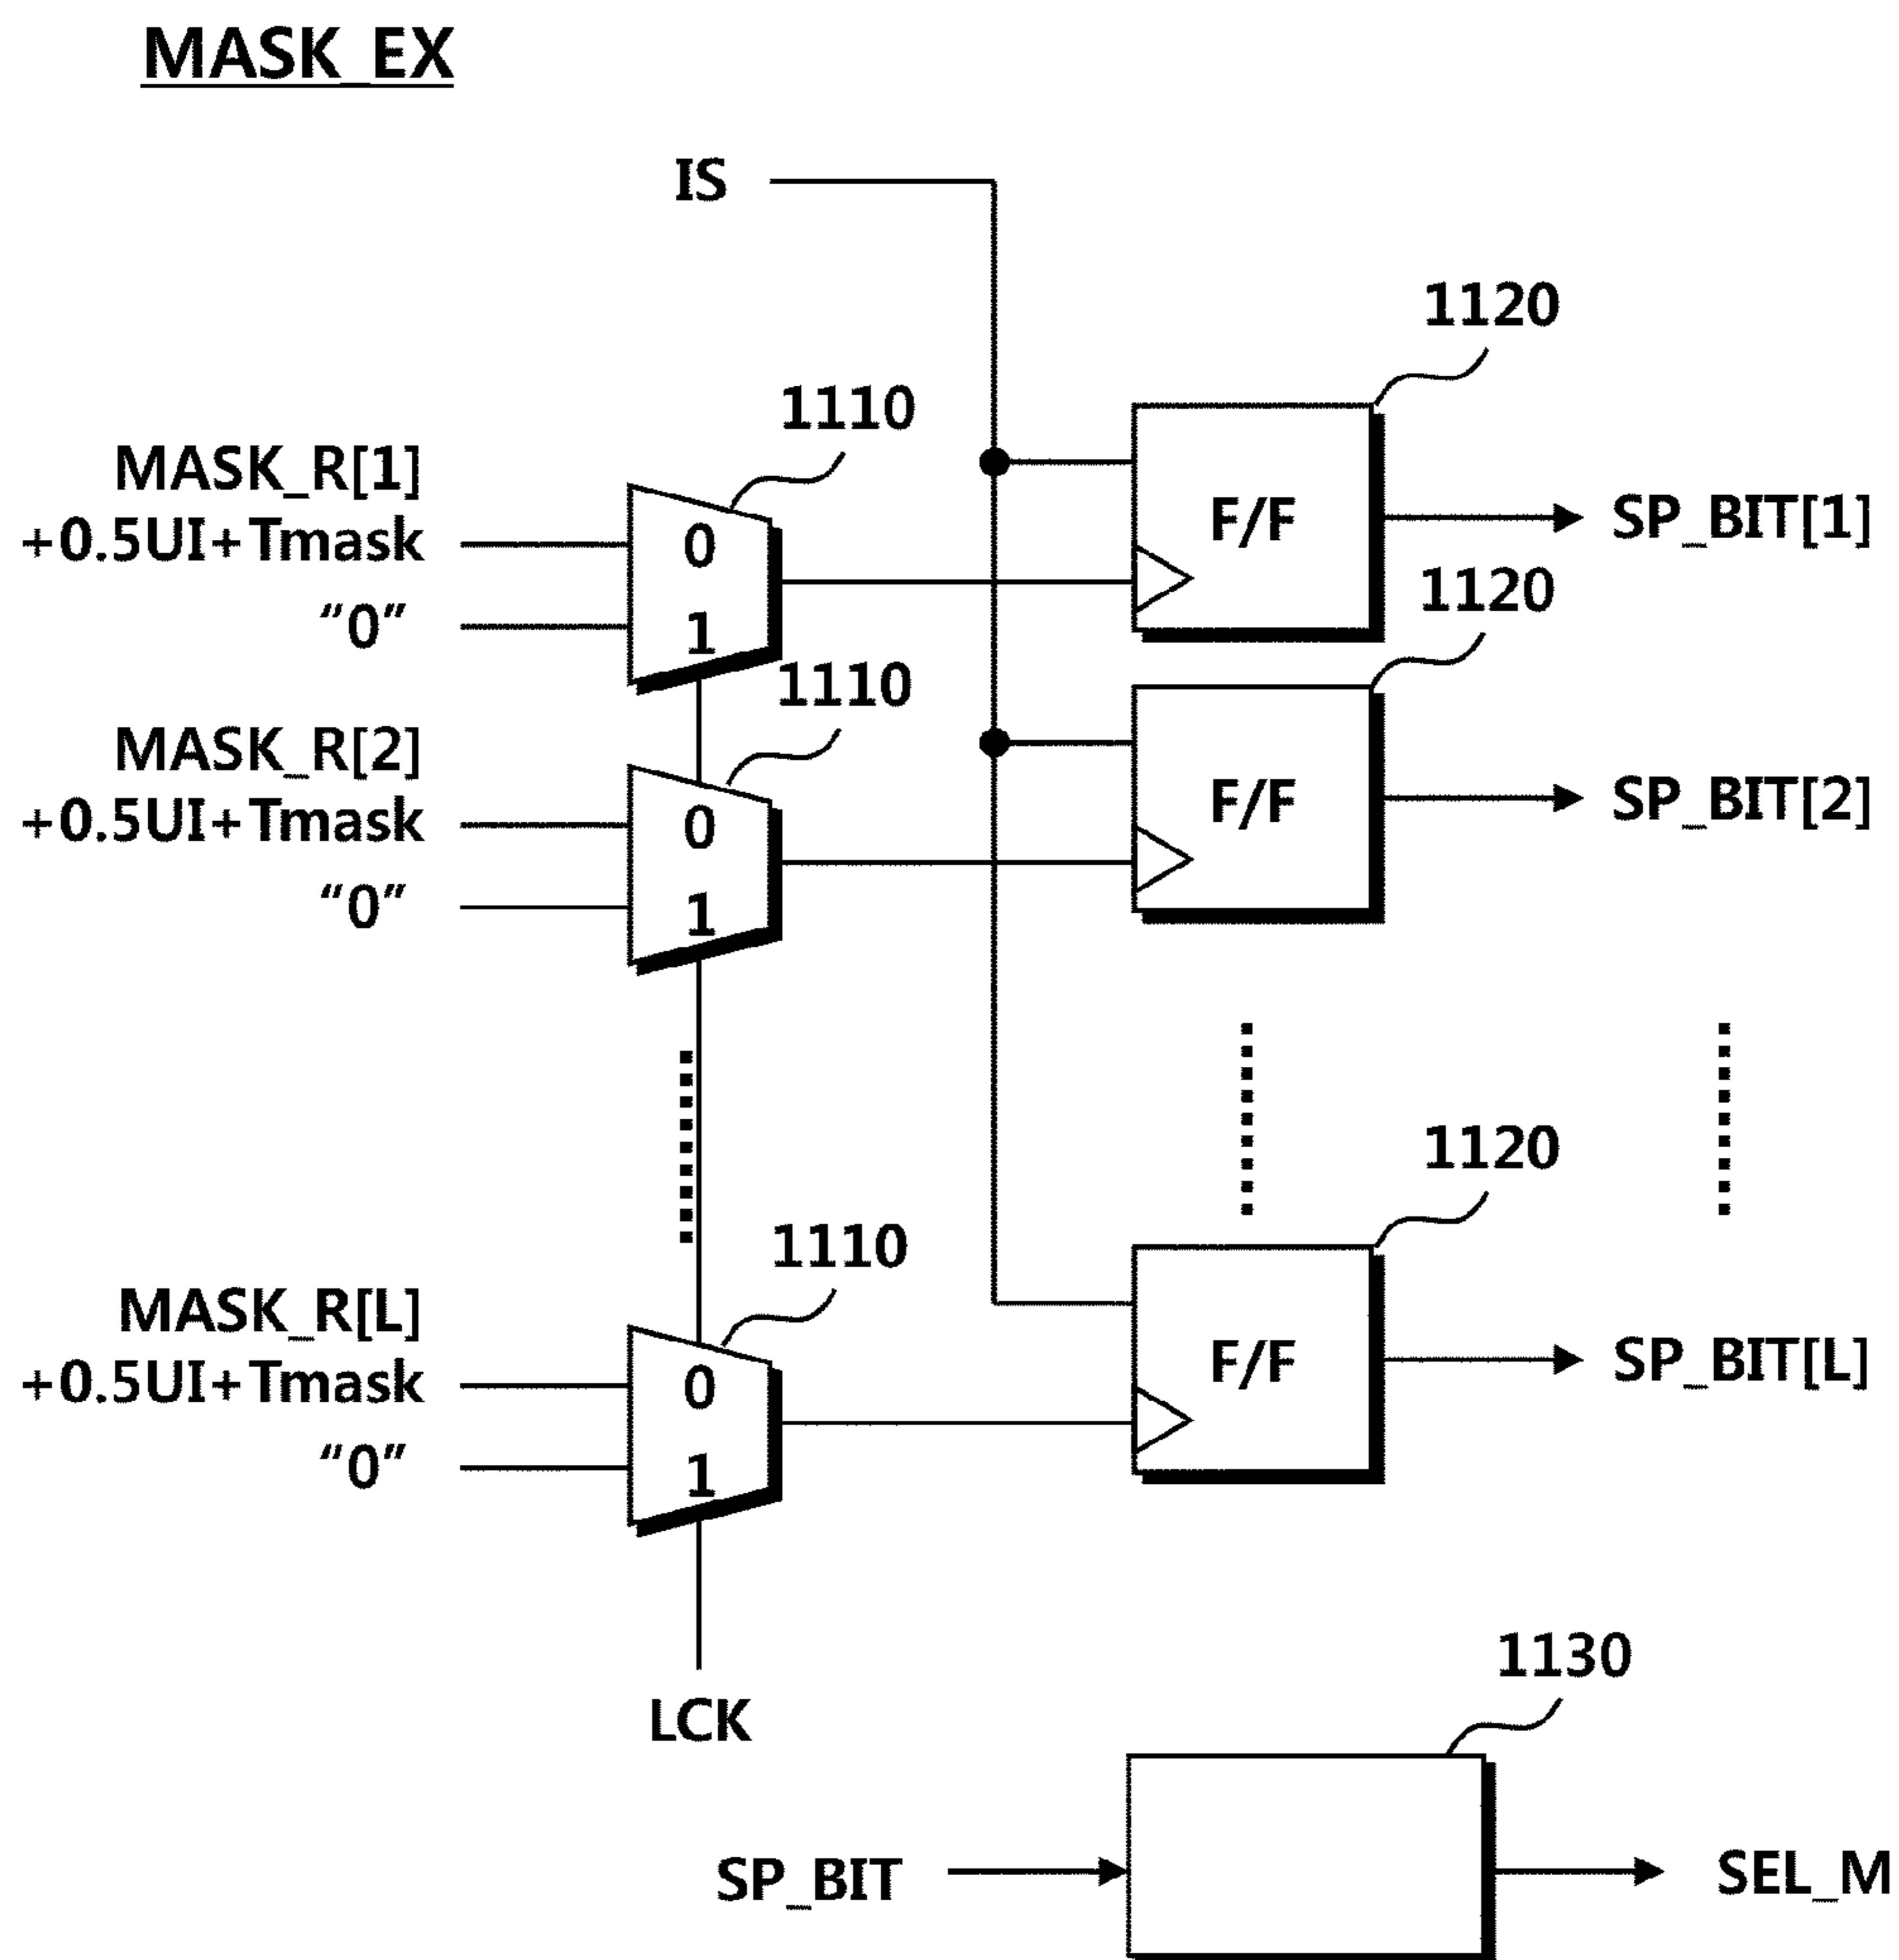 MASK_EX
IS
1120
1110
MASK_R[1]
+0.5UI+Tmask
"0"
0
1
F/F
SP_BIT[1]
1120
1110
MASK_R[2]
+0.5UI+Tmask
"0"
0
1
F/F
SP_BIT[2]
1120
1110
MASK_R[L]
+0.5UI+Tmask
"0"
0
1
F/F
SP_BIT[L]
LCK
1130
SP_BIT
SEL_M